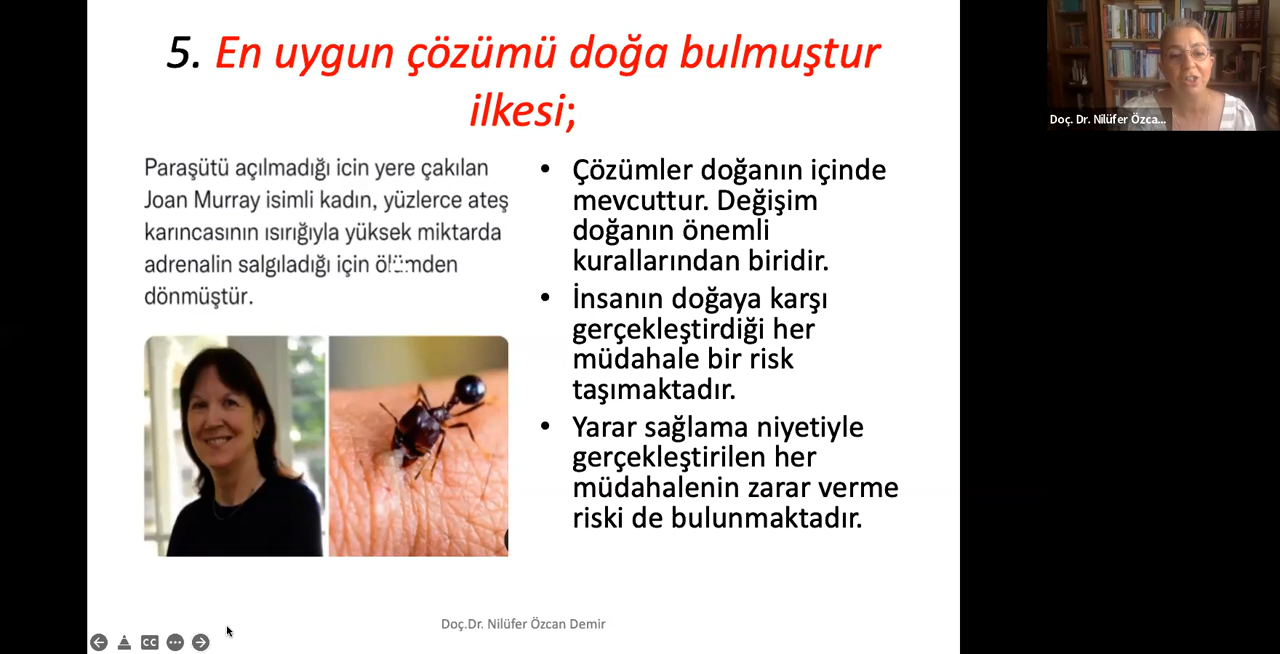 5. En uygun çözümü doğa bulmuştur
ilkesi;
Paraşütü açılmadığı icin yere çakılan
Joan Murray isimli kadın, yüzlerce ateş
karıncasının ısırığıyla yüksek miktarda
adrenalin salgıladığı için ölümden
dönmüştür.
• Çözümler doğanın içinde
mevcuttur. Değişim
doğanın önemli
kurallarından biridir.
• İnsanın doğaya karşı
gerçekleştirdiği her
müdahale bir risk
taşımaktadır.
• Yarar sağlama niyetiyle
gerçekleştirilen her
müdahalenin zarar verme
riski de bulunmaktadır.
Doç.Dr. Nilüfer Özcan Demir
CC
Doç. Dr. Nilüfer Özca...